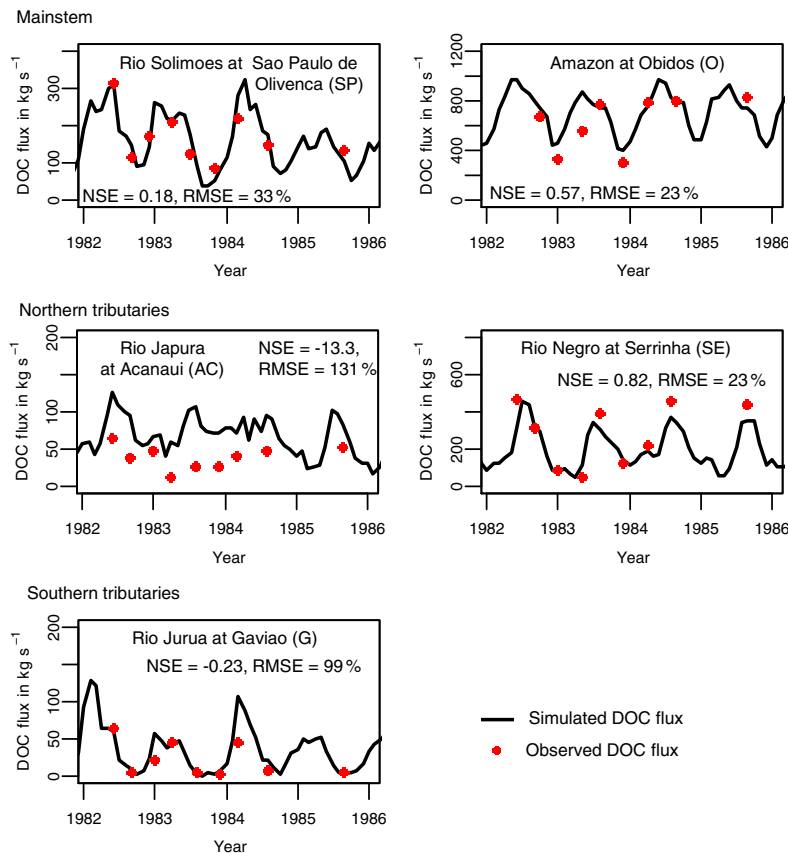 Mainstem
Rio Solimoes at Sao Paulo de
Olivenca (SP)
NSE = 0.18, RMSE = 33 %
DOC flux in kg s−1
0 100 300
1982 1983 1984 1985 1986
Year
Amazon at Obidos (O)
NSE = 0.57, RMSE = 23 %
DOC flux in kg s−1
0 400 800 1200
1982 1983 1984 1985 1986
Year
Northern tributaries
Rio Japura
at Acanaui (AC)
NSE = -13.3,
RMSE = 131 %
DOC flux in kg s−1
0 50 100 200
1982 1983 1984 1985 1986
Year
Rio Negro at Serrinha (SE)
NSE = 0.82, RMSE = 23 %
DOC flux in kg s−1
0 200 600
1982 1983 1984 1985 1986
Year
Southern tributaries
Rio Jurua at Gaviao (G)
NSE = -0.23, RMSE = 99 %
DOC flux in kg s−1
0 50 100 200
1982 1983 1984 1985 1986
Year
Simulated DOC flux
Observed DOC flux